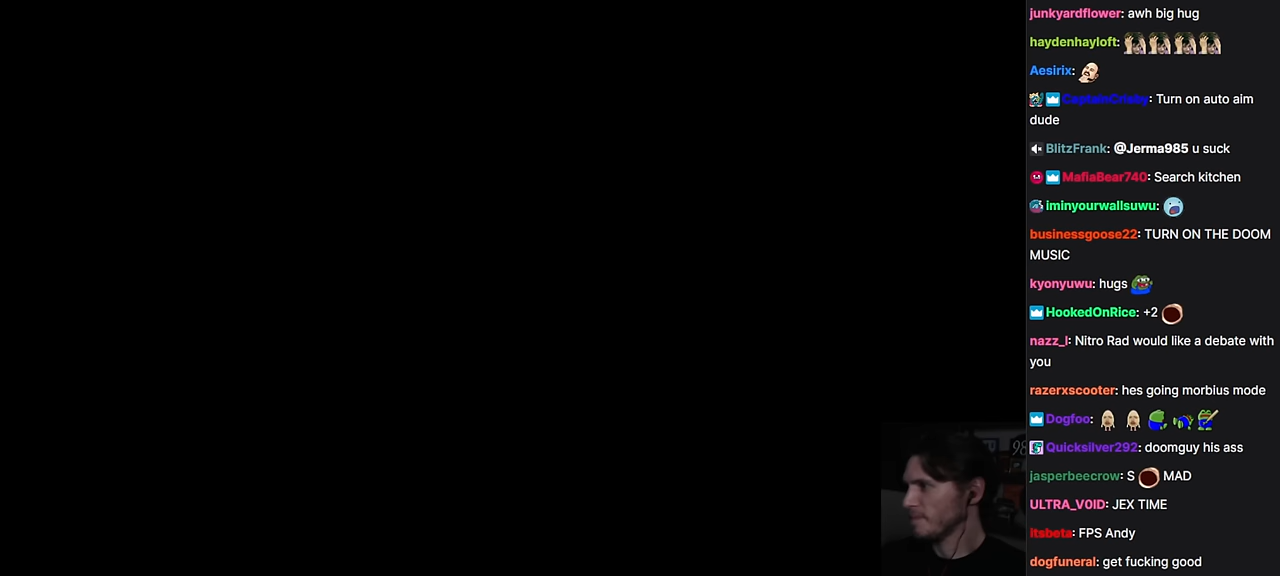 junkyardflower: awh big hug
haydenhayloft:
Aesirix:
CaptainCrisby: Turn on auto aim
dude
BlitzFrank: @Jerma985 u suck
MafiaBear740: Search kitchen
iminyourwallsuwu:
businessgoose22: TURN ON THE DOOM
MUSIC
kyonyuwu: hugs
HookedOnRice: +2
nazz_l: Nitro Rad would like a debate with
you
razerxscooter: hes going morbius mode
Dogfoo:
Quicksilver292: doomguy his ass
jasperbeecrow: S MAD
ULTRA_V0ID: JEX TIME
itsbeta: FPS Andy
dogfuneral: get fucking good
98